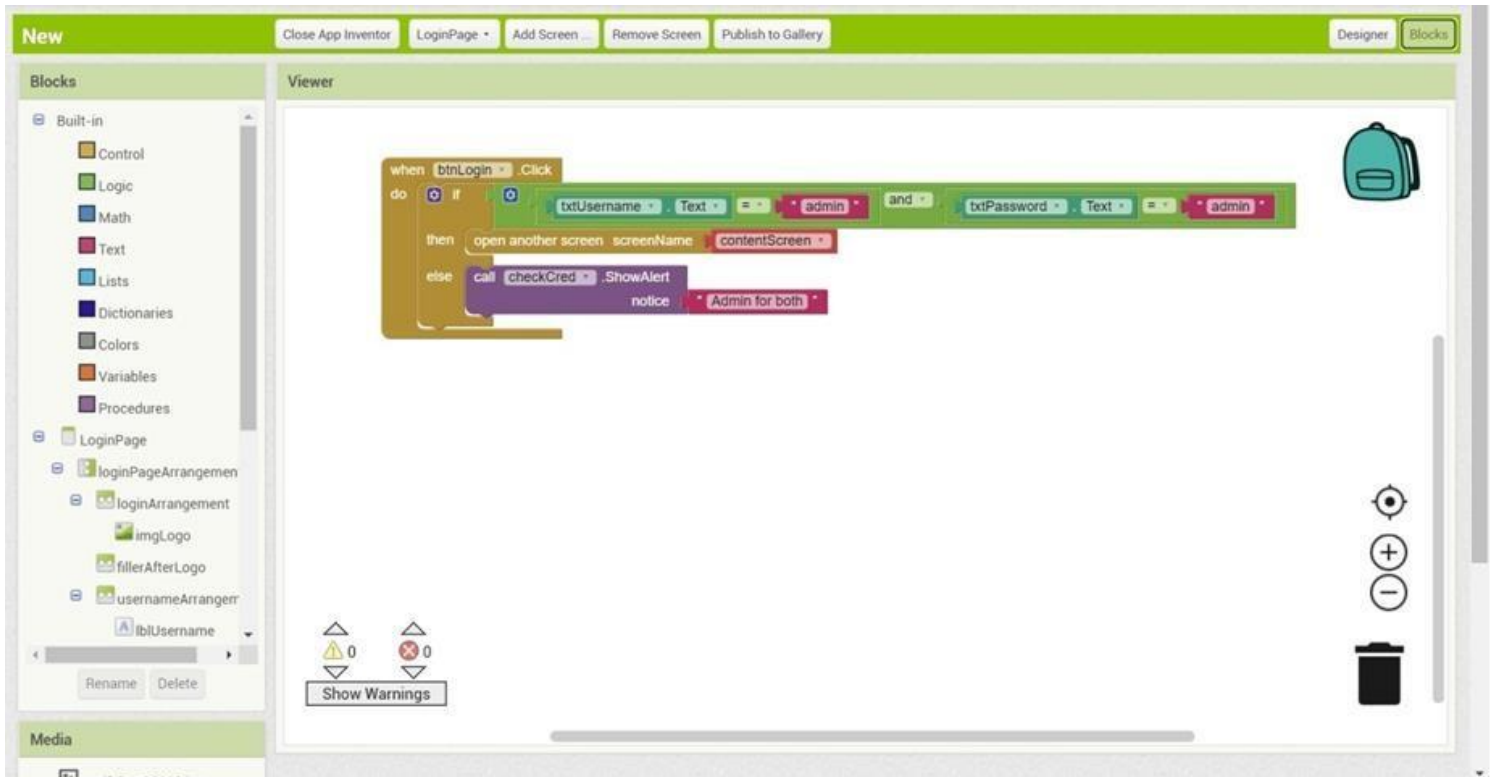 New
Close App Inventor
LoginPage
Add Screen ...
Remove Screen
Publish to Gallery
Designer
Blocks
Blocks
Built-in
Control
Logic
Math
Text
Lists
Dictionaries
Colors
Variables
Procedures
LoginPage
loginPageArrangemen
loginArrangement
imgLogo
fillerAfterLogo
usernameArrangem
lblUsername
Rename
Delete
Media
Viewer
when btnLogin .Click
do if txtUsername . Text = " admin " and txtPassword . Text = " admin "
then open another screen screenName contentScreen
else call checkCred .ShowAlert
notice " Admin for both "
0 0
Show Warnings